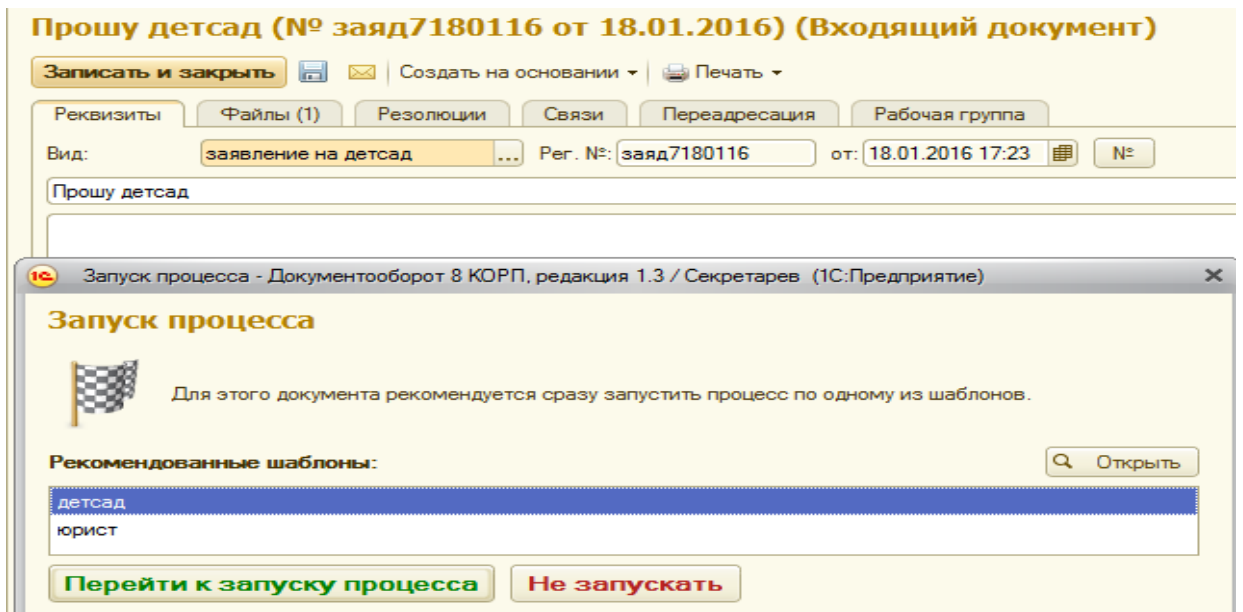 Прошу детсад (№ заяд7180116 от 18.01.2016) (Входящий документ)
Записать и закрыть Создать на основании Печать
Реквизиты Файлы (1) Резолюции Связи Переадресация Рабочая группа
Вид: заявление на детсад ... Рег. №: заяд7180116 от: 18.01.2016 17:23 №
Прошу детсад
1С Запуск процесса - Документооборот 8 КОРП, редакция 1.3 / Секретарев (1С:Предприятие)
Запуск процесса
Для этого документа рекомендуется сразу запустить процесс по одному из шаблонов.
Рекомендованные шаблоны: Открыть
детсад
юрист
Перейти к запуску процесса Не запускать